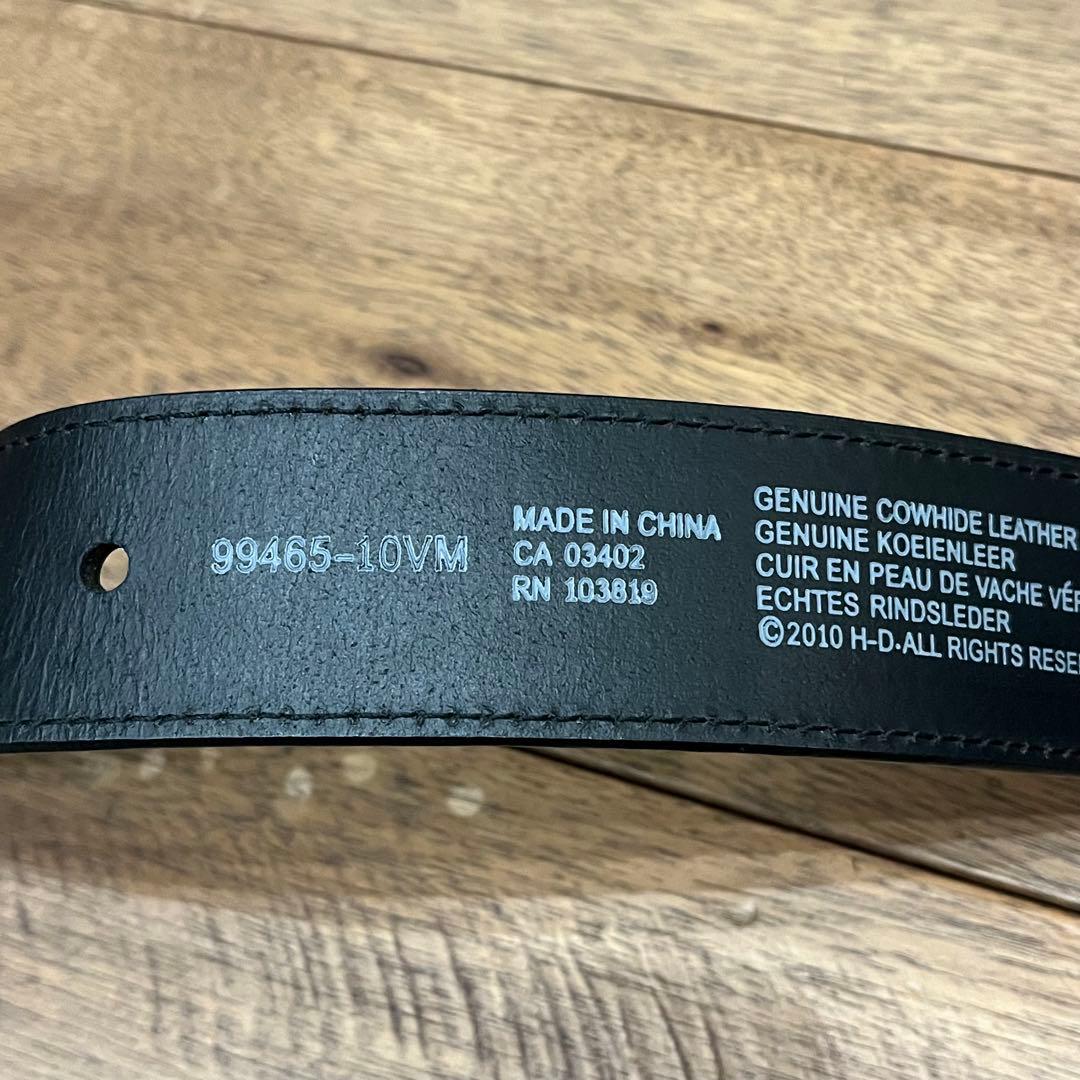 99465-10VM
MADE IN CHINA
CA 03402
RN 103819
GENUINE COWHIDE LEATHER
GENUINE KOEIENLEER
CUIR EN PEAU DE VACHE
ECHTES RINDSLEDER
©2010 H-D.ALL RIGHTS